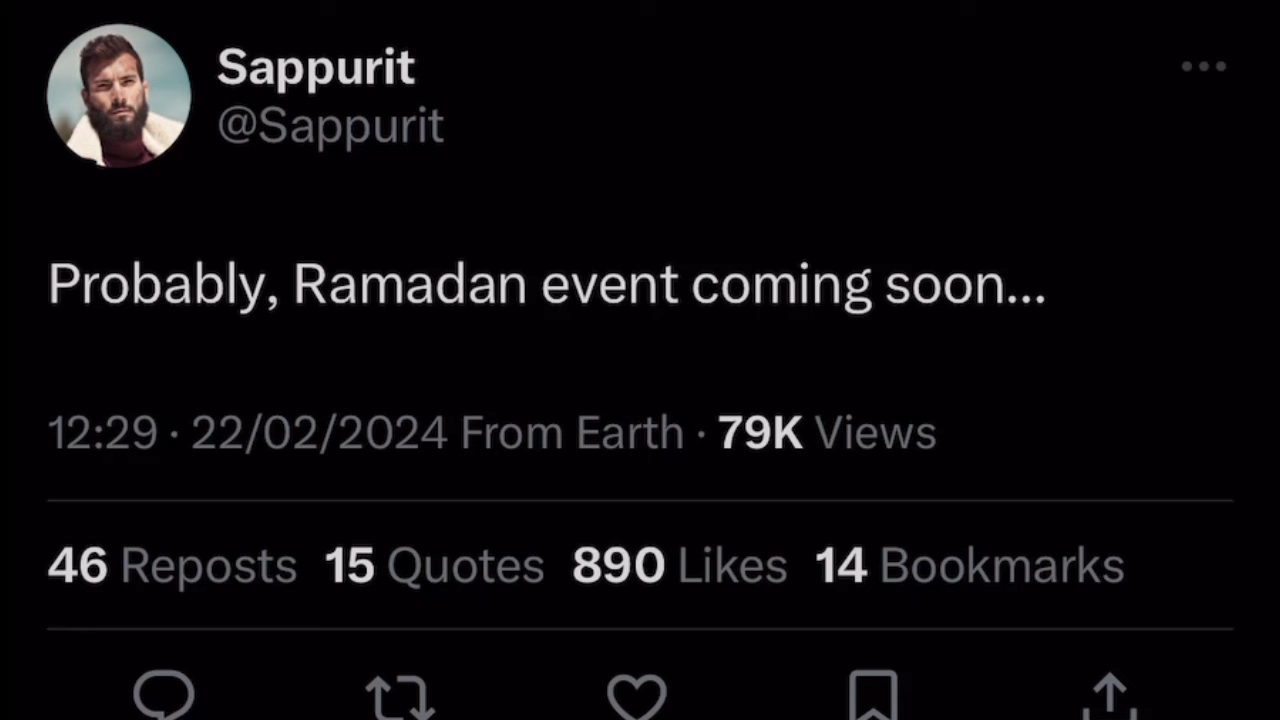 Sappurit
@Sappurit
Probably, Ramadan event coming soon...
12:29 · 22/02/2024 From Earth · 79K Views
46 Reposts 15 Quotes 890 Likes 14 Bookmarks